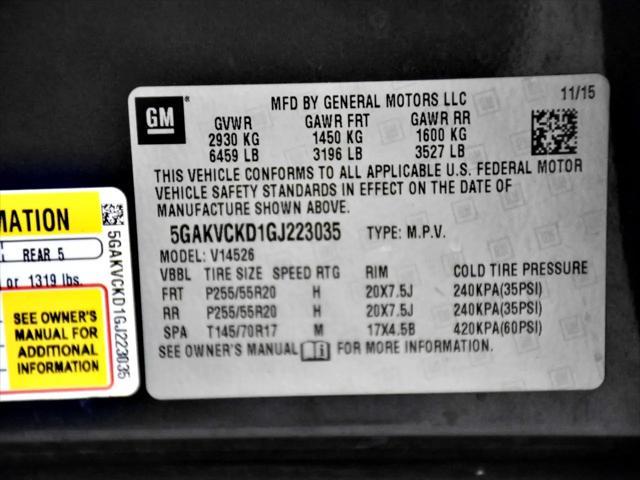 GM
MFD BY GENERAL MOTORS LLC
11/15
GVWR GAWR FRT GAWR RR
2930 KG 1450 KG 1600 KG
6459 LB 3196 LB 3527 LB
THIS VEHICLE CONFORMS TO ALL APPLICABLE U.S. FEDERAL MOTOR
VEHICLE SAFETY STANDARDS IN EFFECT ON THE DATE OF
MANUFACTURE SHOWN ABOVE.
5GAKVCKD1GJ223035 TYPE: M.P.V.
MODEL: V14526
VBBL TIRE SIZE SPEED RTG RIM COLD TIRE PRESSURE
FRT P255/55R20 H 20X7.5J 240KPA(35PSI)
RR P255/55R20 H 20X7.5J 240KPA(35PSI)
SPA T145/70R17 M 17X4.5B 420KPA(60PSI)
SEE OWNER'S MANUAL FOR MORE INFORMATION.
MATION
REAR 5
or 1319 lbs.
SEE OWNER'S
MANUAL FOR
ADDITIONAL
INFORMATION
5GAKVCKD1GJ223035